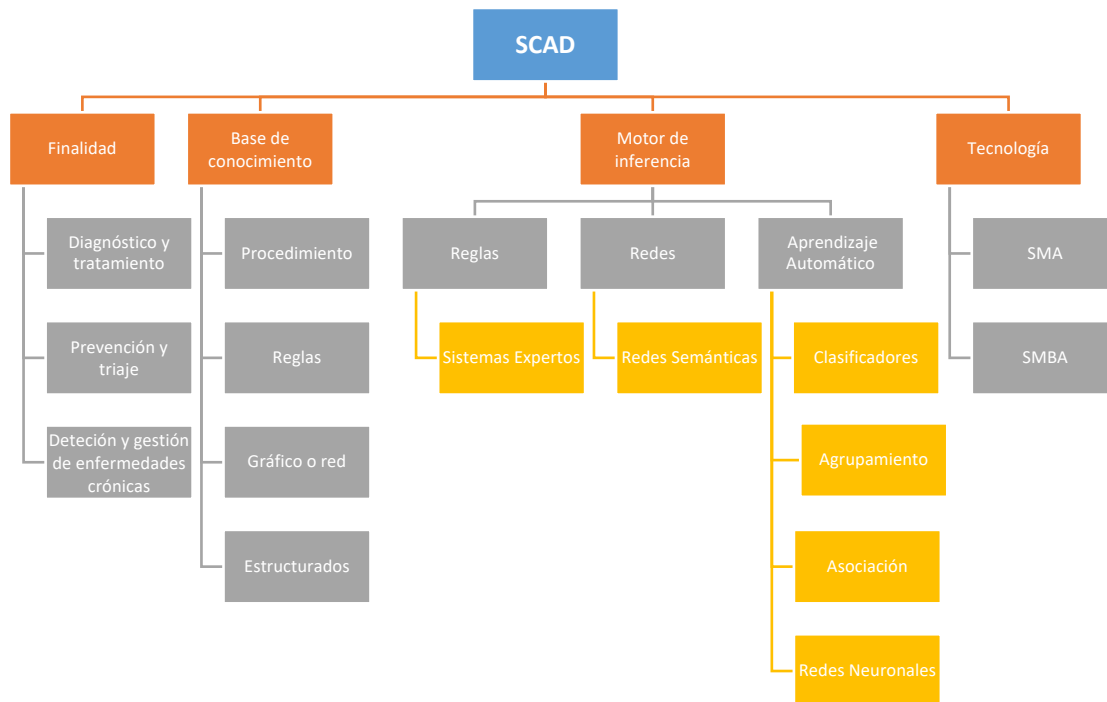 SCAD
Finalidad
Base de
conocimiento
Motor de
inferencia
Tecnología
Diagnóstico y
tratamiento
Prevención y
triaje
Deteción y gestión
de enfermedades
crónicas
Procedimiento
Reglas
Gráfico o red
Estructurados
Reglas
Sistemas Expertos
Redes
Redes Semánticas
Aprendizaje
Automático
Clasificadores
Agrupamiento
Asociación
Redes Neuronales
SMA
SMBA